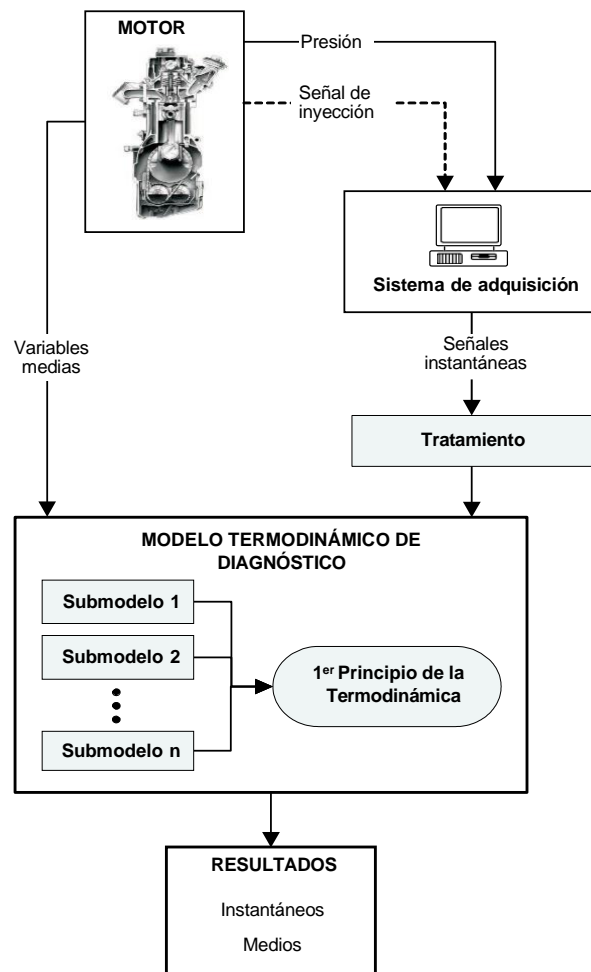 MOTOR
Presión
Señal de
inyección
Sistema de adquisición
Variables
medias
Señales
instantáneas
Tratamiento
MODELO TERMODINÁMICO DE
DIAGNÓSTICO
Submodelo 1
Submodelo 2
Submodelo n
1er Principio de la
Termodinámica
RESULTADOS
Instantáneos
Medios